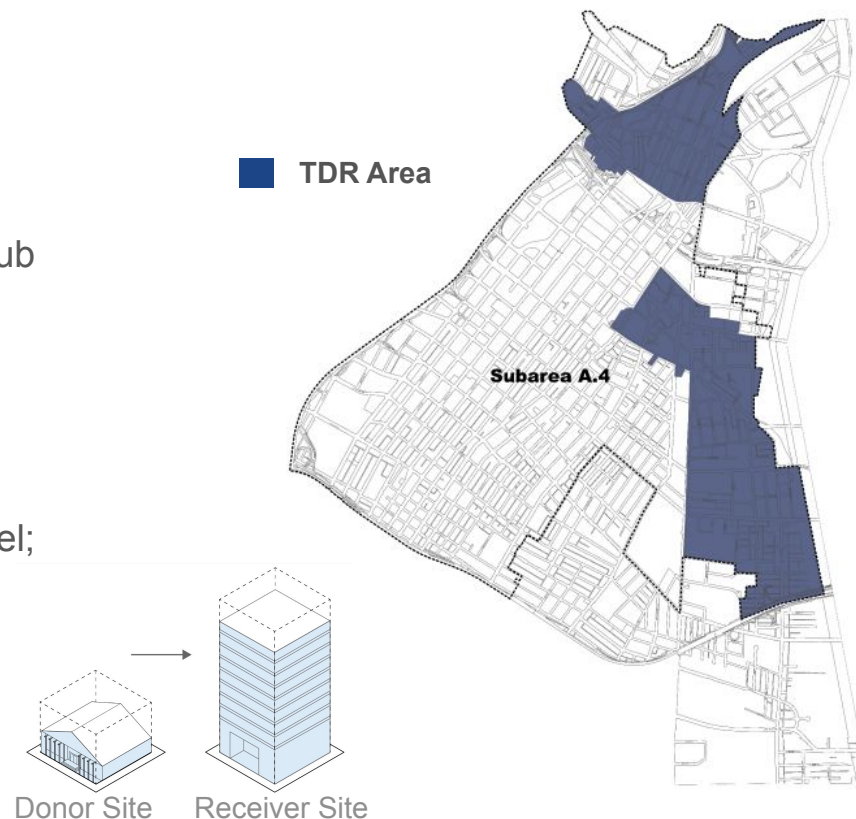 TDR Area
ub
Subarea A.4
el;
Donor Site
Receiver Site